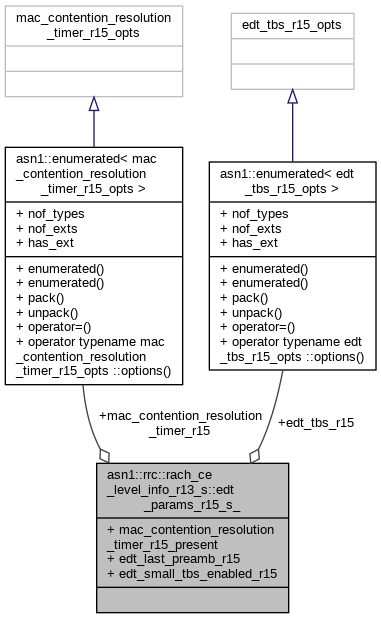 mac_contention_resolution
_timer_r15_opts
edt_tbs_r15_opts
asn1::enumerated< mac
_contention_resolution
_timer_r15_opts >
+ nof_types
+ nof_exts
+ has_ext
+ enumerated()
+ enumerated()
+ pack()
+ unpack()
+ operator=()
+ operator typename mac
_contention_resolution
_timer_r15_opts ::options()
asn1::enumerated< edt
_tbs_r15_opts >
+ nof_types
+ nof_exts
+ has_ext
+ enumerated()
+ enumerated()
+ pack()
+ unpack()
+ operator=()
+ operator typename edt
_tbs_r15_opts ::options()
+mac_contention_resolution
_timer_r15
+edt_tbs_r15
asn1::rrc::rach_ce
_level_info_r13_s::edt
_params_r15_s_
+ mac_contention_resolution
_timer_r15_present
+ edt_last_preamb_r15
+ edt_small_tbs_enabled_r15